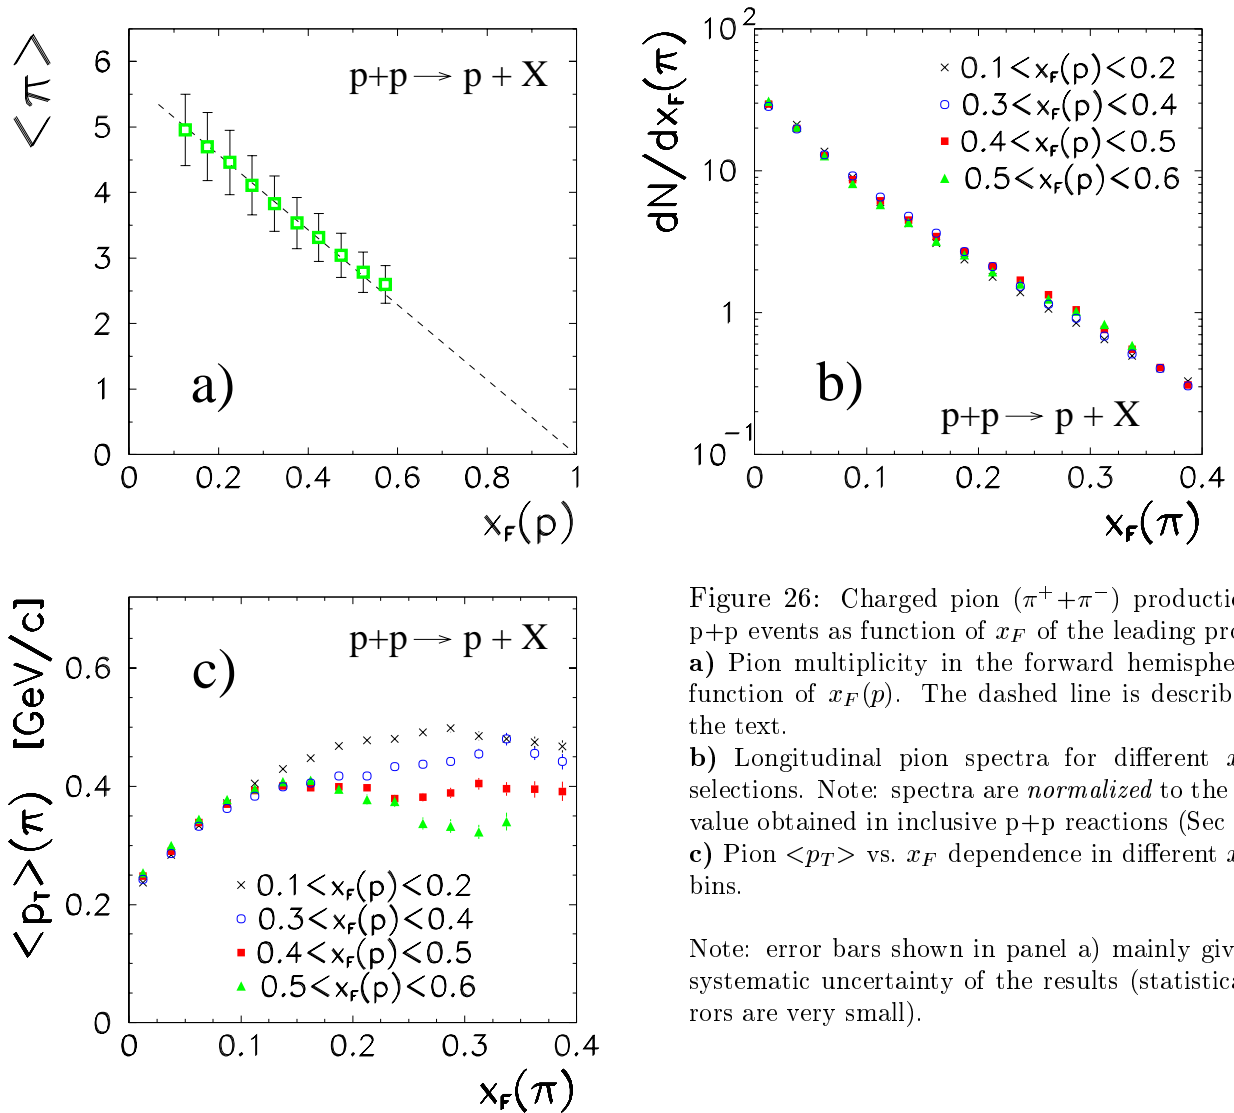 <π>
6
5
4
3
2
1
0
p+p → p + X
a)
0 0.2 0.4 0.6 0.8 1
x_F(p)
dN/dx_F(π)
10^2
10
1
10^-1
× 0.1<x_F(p)<0.2
○ 0.3<x_F(p)<0.4
■ 0.4<x_F(p)<0.5
▲ 0.5<x_F(p)<0.6
b)
p+p → p + X
0 0.1 0.2 0.3 0.4
x_F(π)
<p_T>(π) [GeV/c]
0.6
0.4
0.2
0
p+p → p + X
c)
× 0.1<x_F(p)<0.2
○ 0.3<x_F(p)<0.4
■ 0.4<x_F(p)<0.5
▲ 0.5<x_F(p)<0.6
0 0.1 0.2 0.3 0.4
x_F(π)
Figure 26: Charged pion (π^+ + π^-) productio
p+p events as function of x_F of the leading pro
a) Pion multiplicity in the forward hemisphe
function of x_F(p). The dashed line is describ
the text.
b) Longitudinal pion spectra for different x
selections. Note: spectra are normalized to the
value obtained in inclusive p+p reactions (Sec
c) Pion <p_T> vs. x_F dependence in different x
bins.
Note: error bars shown in panel a) mainly giv
systematic uncertainty of the results (statistica
rors are very small).